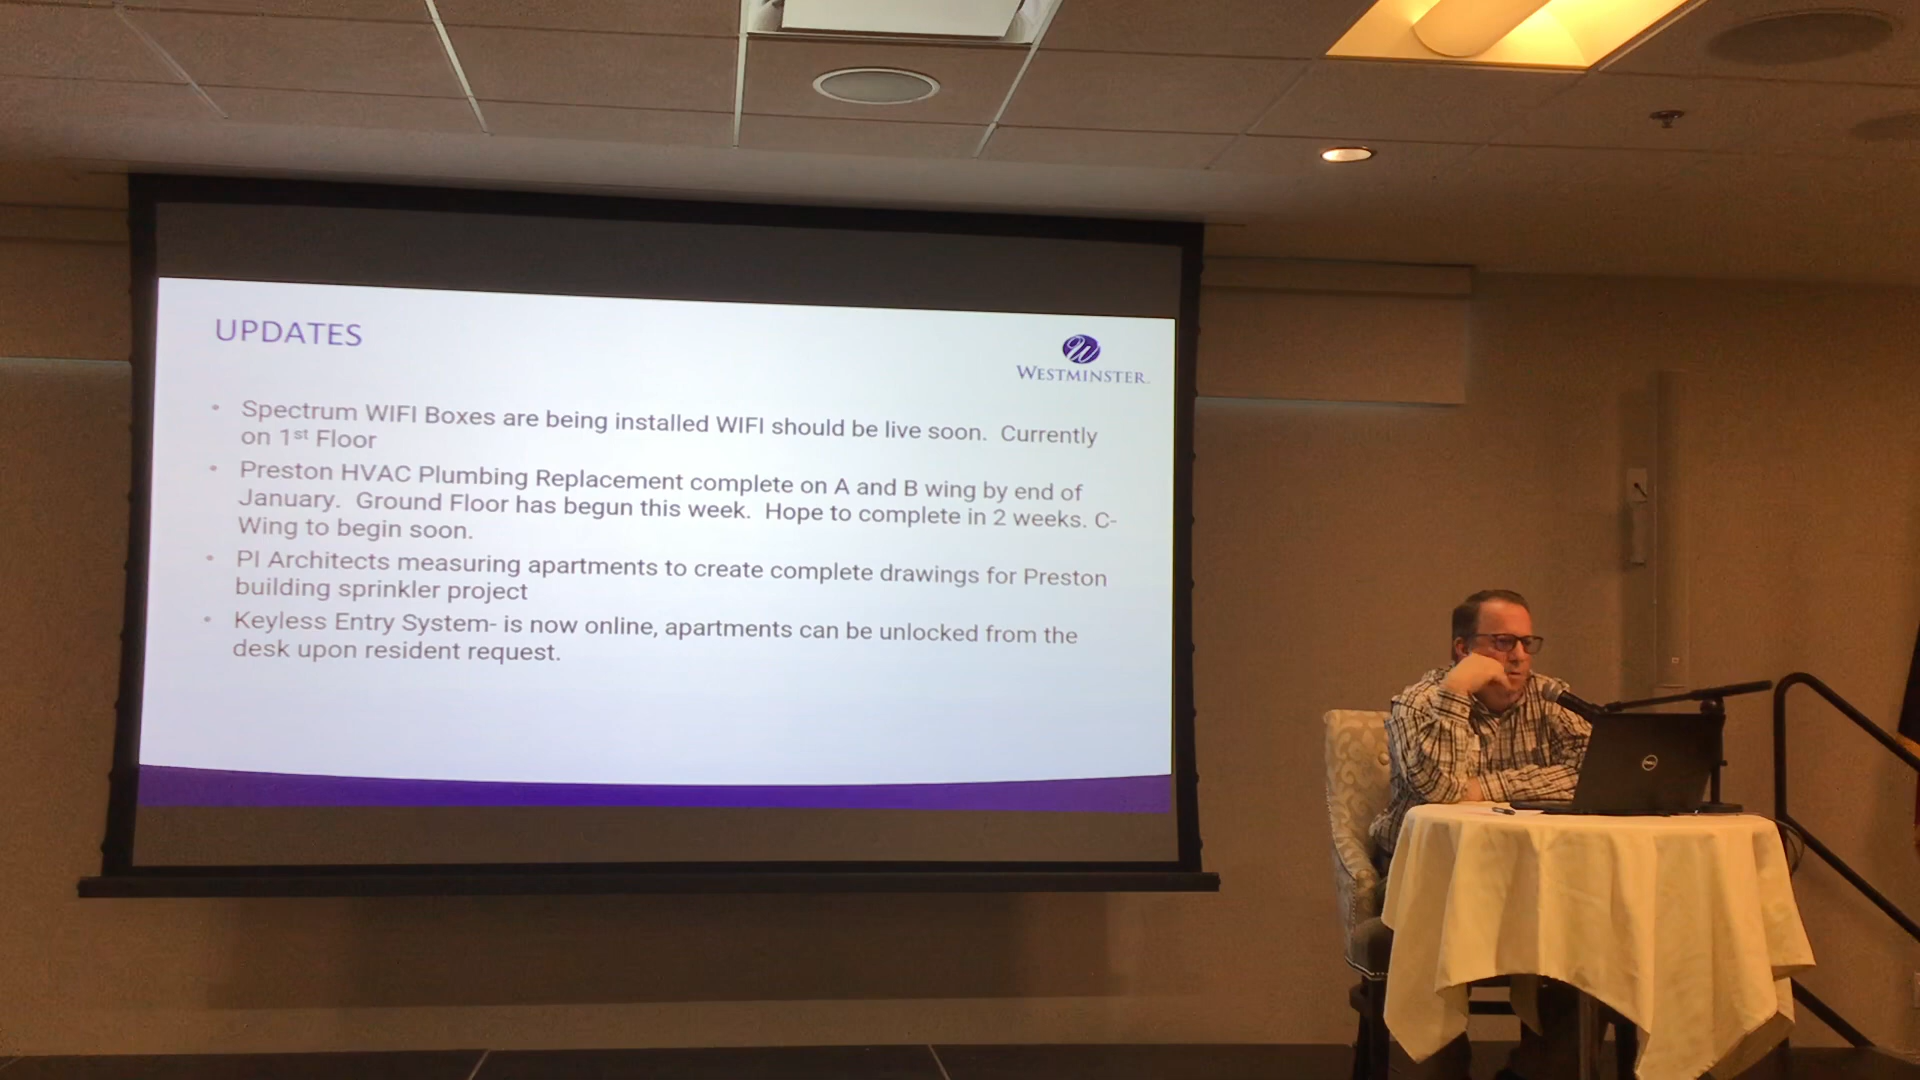 UPDATES
W
WESTMINSTER
• Spectrum WIFI Boxes are being installed WIFI should be live soon. Currently
on 1st Floor
• Preston HVAC Plumbing Replacement complete on A and B wing by end of
January. Ground Floor has begun this week. Hope to complete in 2 weeks. C-
Wing to begin soon.
• PI Architects measuring apartments to create complete drawings for Preston
building sprinkler project
• Keyless Entry System- is now online, apartments can be unlocked from the
desk upon resident request.
DELL